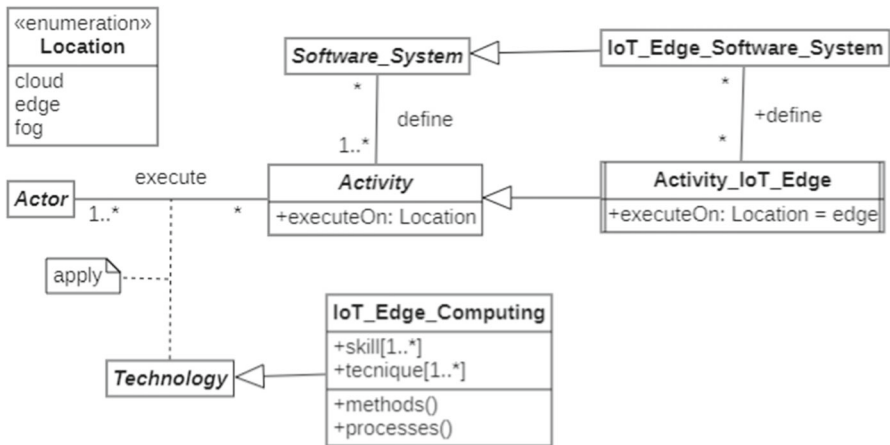 «enumeration»
Location
cloud
edge
fog
Software_System
IoT_Edge_Software_System
*
define
1..*
*
+define
*
Actor
execute
1..*
*
Activity
+executeOn: Location
Activity_IoT_Edge
+executeOn: Location = edge
apply
Technology
IoT_Edge_Computing
+skill[1..*]
+tecnique[1..*]
+methods()
+processes()